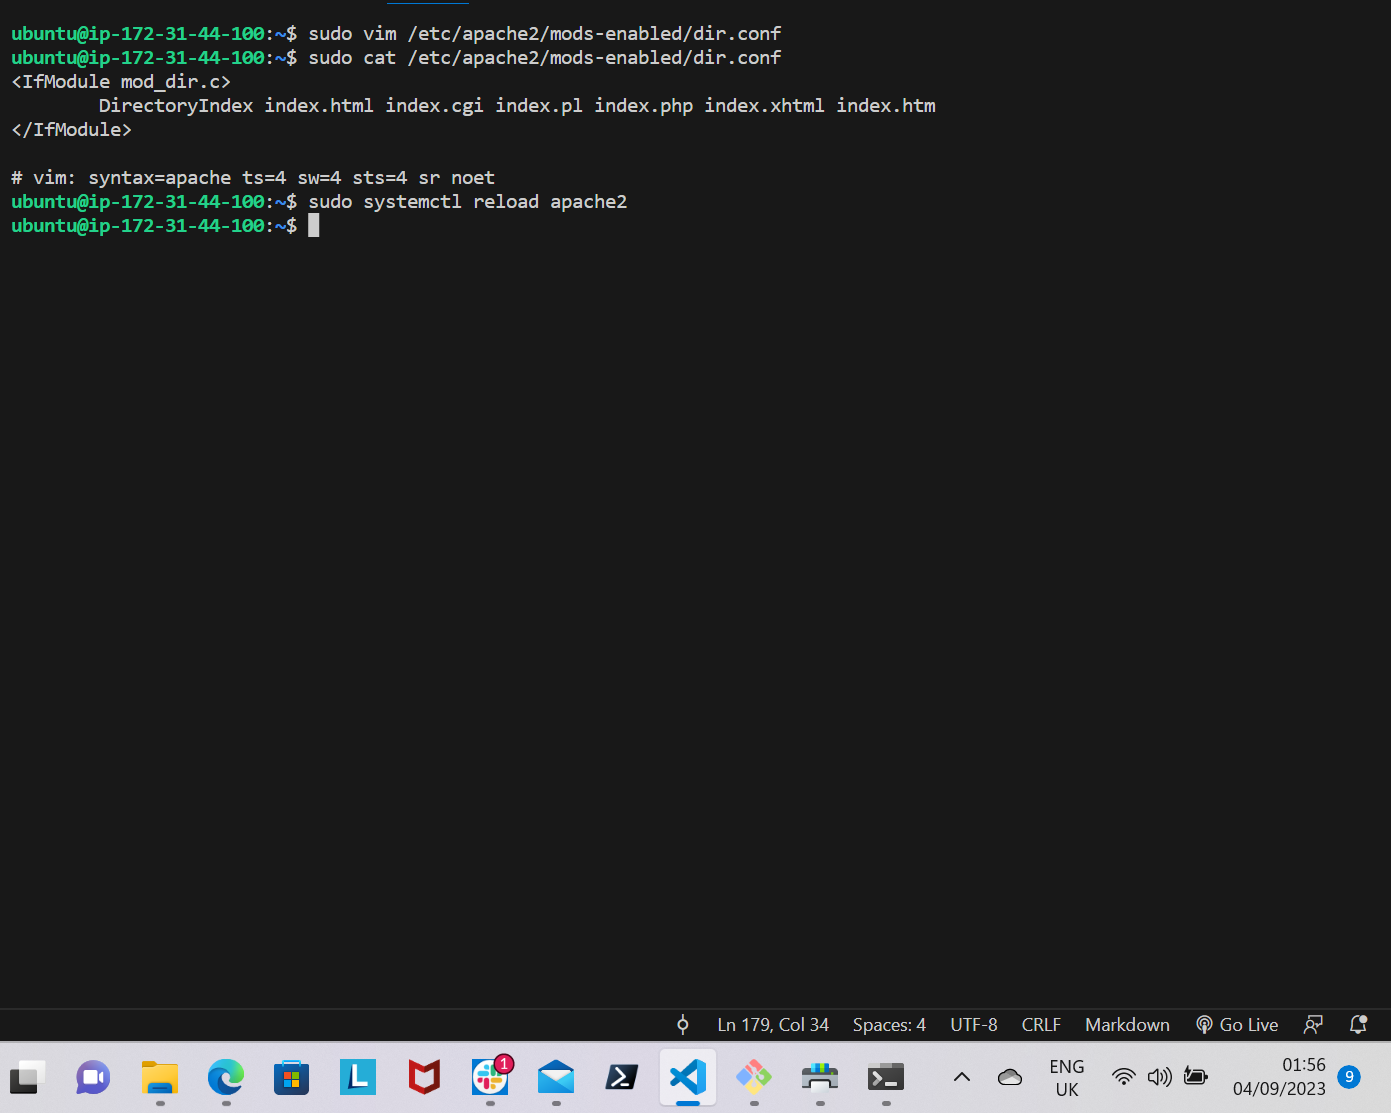 ubuntu@ip-172-31-44-100:~$ sudo vim /etc/apache2/mods-enabled/dir.conf
ubuntu@ip-172-31-44-100:~$ sudo cat /etc/apache2/mods-enabled/dir.conf
<IfModule mod_dir.c>
        DirectoryIndex index.html index.cgi index.pl index.php index.xhtml index.htm
</IfModule>
# vim: syntax=apache ts=4 sw=4 sts=4 sr noet
ubuntu@ip-172-31-44-100:~$ sudo systemctl reload apache2
ubuntu@ip-172-31-44-100:~$
Ln 179, Col 34 Spaces: 4 UTF-8 CRLF Markdown Go Live
L
1
ENG
UK
01:56
04/09/2023
9